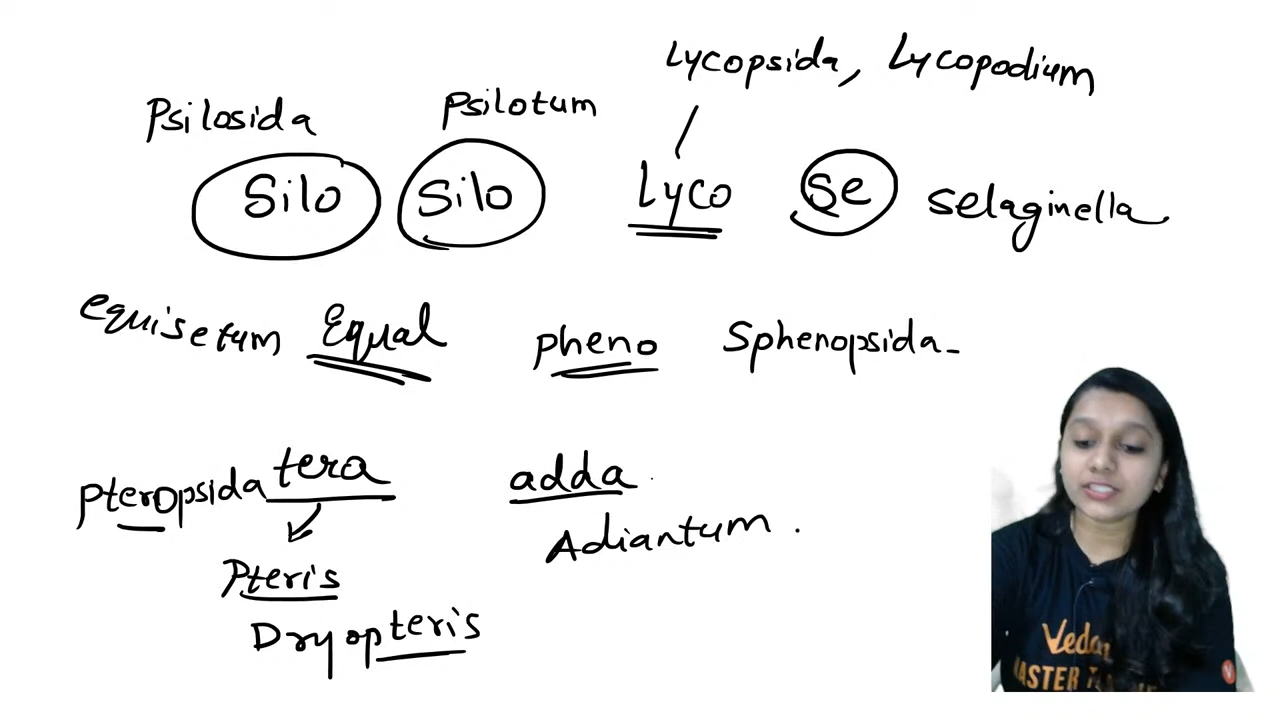 Lycopsida, Lycopodium
Psilosida Psilotum
Silo Silo Lyco Se Selaginella
equisetum Equal pheno Sphenopsida-
Pteropsida tera adda
Adiantum.
Pteris
Dryopteris
MASTER